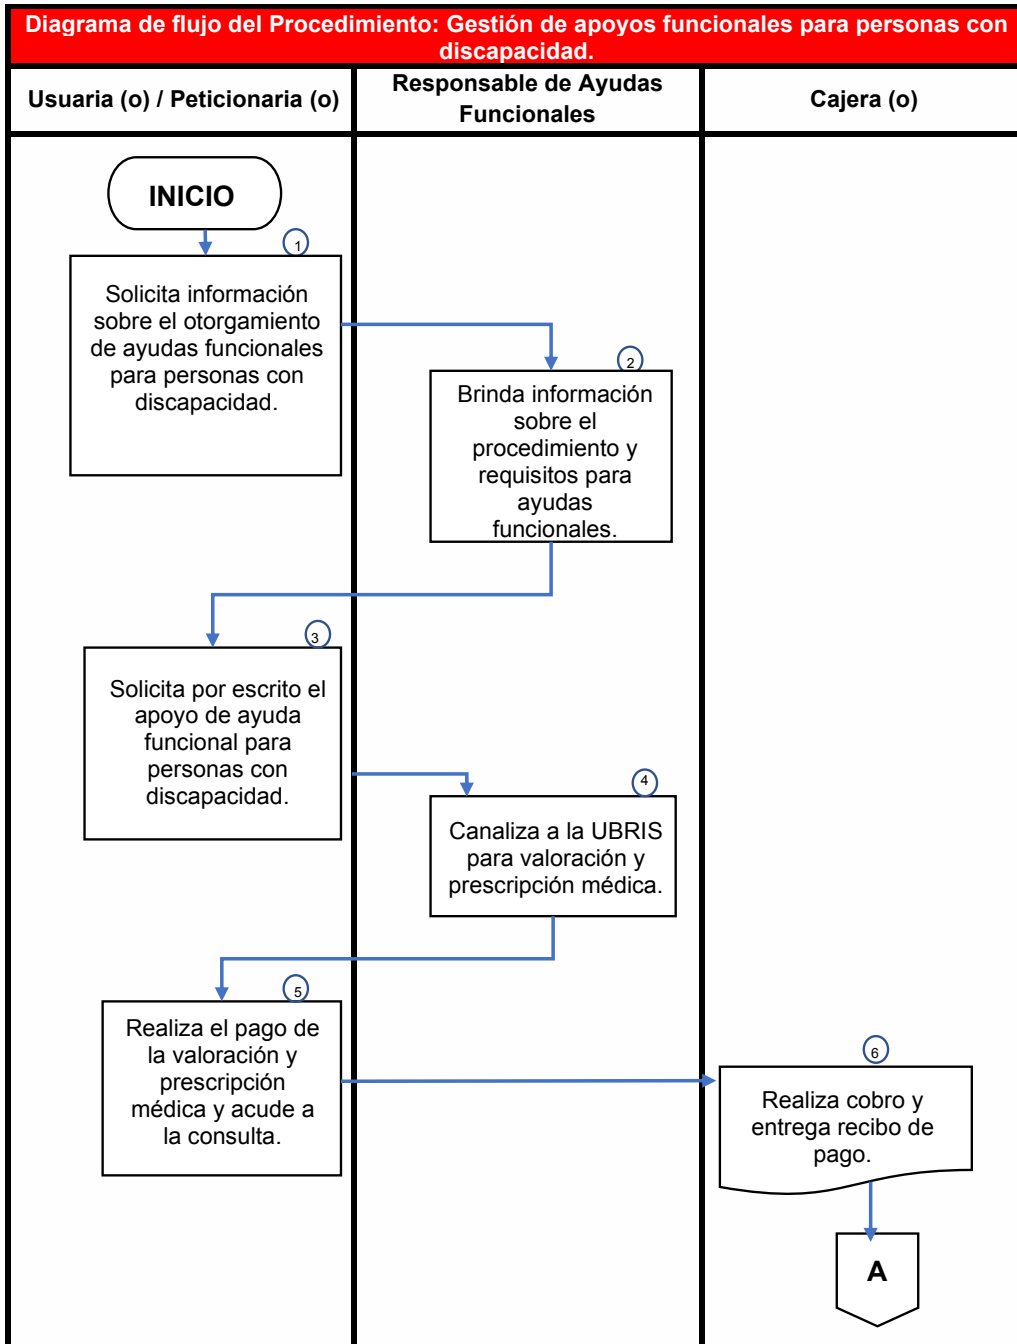 Diagrama de flujo del Procedimiento: Gestión de apoyos funcionales para personas con
discapacidad.
Usuaria (o) / Peticionaria (o)
Responsable de Ayudas
Funcionales
Cajera (o)
INICIO
1
Solicita información
sobre el otorgamiento
de ayudas funcionales
para personas con
discapacidad.
2
Brinda información
sobre el
procedimiento y
requisitos para
ayudas
funcionales.
3
Solicita por escrito el
apoyo de ayuda
funcional para
personas con
discapacidad.
4
Canaliza a la UBRIS
para valoración y
prescripción médica.
5
Realiza el pago de
la valoración y
prescripción
médica y acude a
la consulta.
6
Realiza cobro y
entrega recibo de
pago.
A